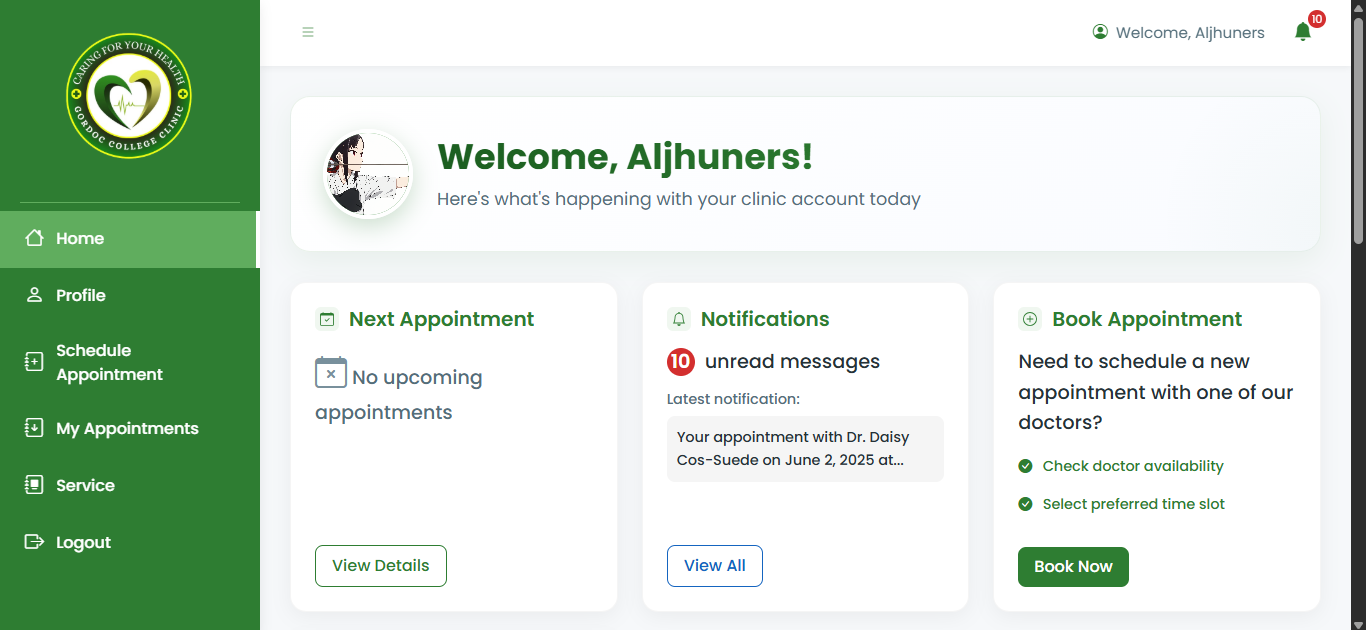 CARING FOR YOUR HEALTH
GORDOC COLLEGE CLINIC
Home
Profile
Schedule
Appointment
My Appointments
Service
Logout
Welcome, Aljhuners
10
Welcome, Aljhuners!
Here's what's happening with your clinic account today
Next Appointment
No upcoming
appointments
View Details
Notifications
10 unread messages
Latest notification:
Your appointment with Dr. Daisy
Cos-Suede on June 2, 2025 at...
View All
Book Appointment
Need to schedule a new
appointment with one of our
doctors?
Check doctor availability
Select preferred time slot
Book Now